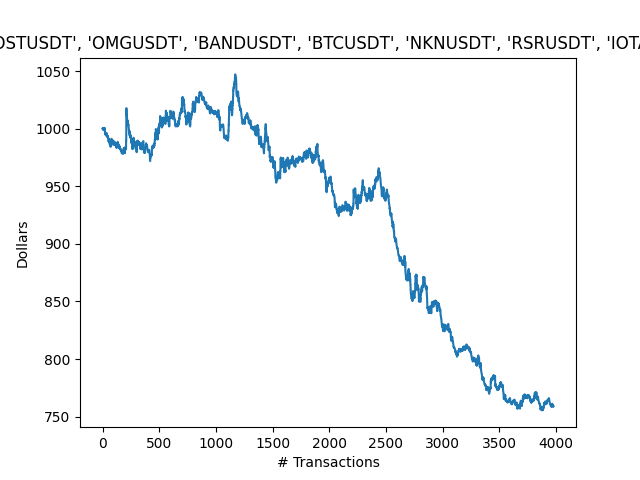 OSTUSDT', 'OMGUSDT', 'BANDUSDT', 'BTCUSDT', 'NKNUSDT', 'RSRUSDT', 'IOTA
1050
1000
950
900
850
800
750
Dollars
0 500 1000 1500 2000 2500 3000 3500 4000
# Transactions